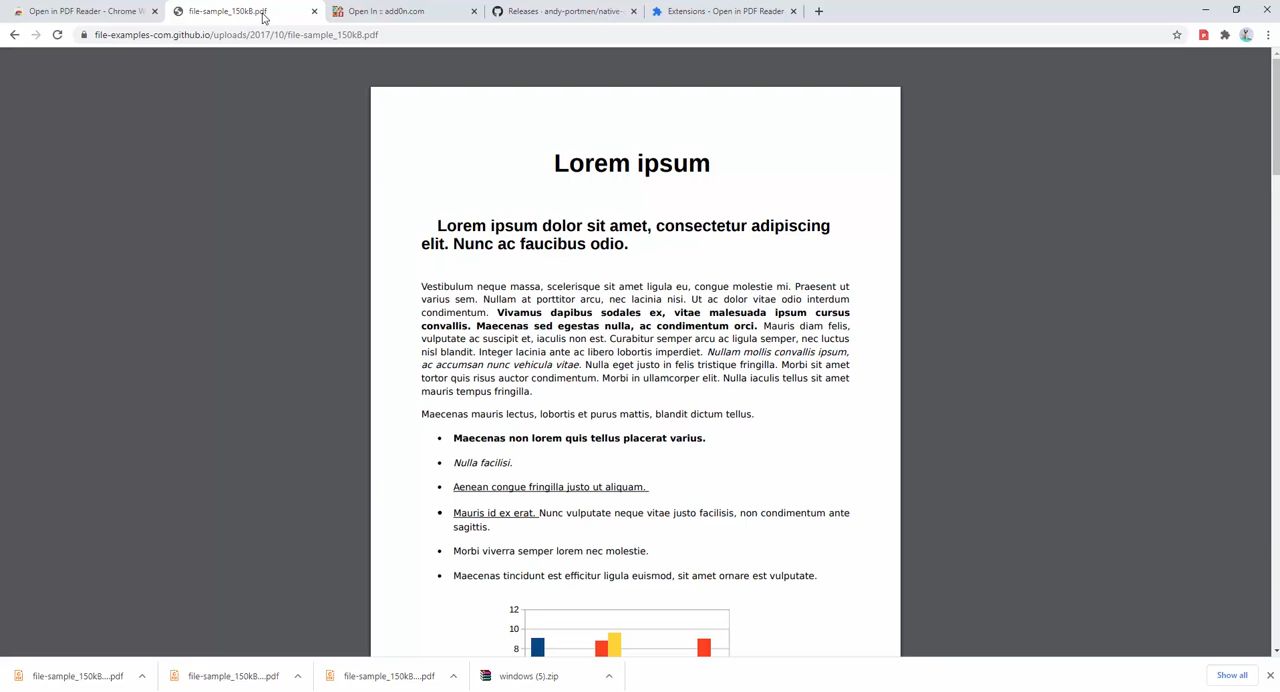 Open in PDF Reader - Chrome W
file-sample_150kB.pdf
Open In :: add0n.com
Releases · andy-portmen/native-
Extensions - Open in PDF Reader
file-examples-com.github.io/uploads/2017/10/file-sample_150kB.pdf
Lorem ipsum
Lorem ipsum dolor sit amet, consectetur adipiscing
elit. Nunc ac faucibus odio.
Vestibulum neque massa, scelerisque sit amet ligula eu, congue molestie mi. Praesent ut
varius sem. Nullam at porttitor arcu, nec lacinia nisi. Ut ac dolor vitae odio interdum
condimentum. Vivamus dapibus sodales ex, vitae malesuada ipsum cursus
convallis. Maecenas sed egestas nulla, ac condimentum orci. Mauris diam felis,
vulputate ac suscipit et, iaculis non est. Curabitur semper arcu ac ligula semper, nec luctus
nisl blandit. Integer lacinia ante ac libero lobortis imperdiet. Nullam mollis convallis ipsum,
ac accumsan nunc vehicula vitae. Nulla eget justo in felis tristique fringilla. Morbi sit amet
tortor quis risus auctor condimentum. Morbi in ullamcorper elit. Nulla iaculis tellus sit amet
mauris tempus fringilla.
Maecenas mauris lectus, lobortis et purus mattis, blandit dictum tellus.
• Maecenas non lorem quis tellus placerat varius.
• Nulla facilisi.
• Aenean congue fringilla justo ut aliquam.
• Mauris id ex erat. Nunc vulputate neque vitae justo facilisis, non condimentum ante
sagittis.
• Morbi viverra semper lorem nec molestie.
• Maecenas tincidunt est efficitur ligula euismod, sit amet ornare est vulputate.
12
10
8
file-sample_150k....pdf
file-sample_150k....pdf
file-sample_150k....pdf
windows (5).zip
Show all